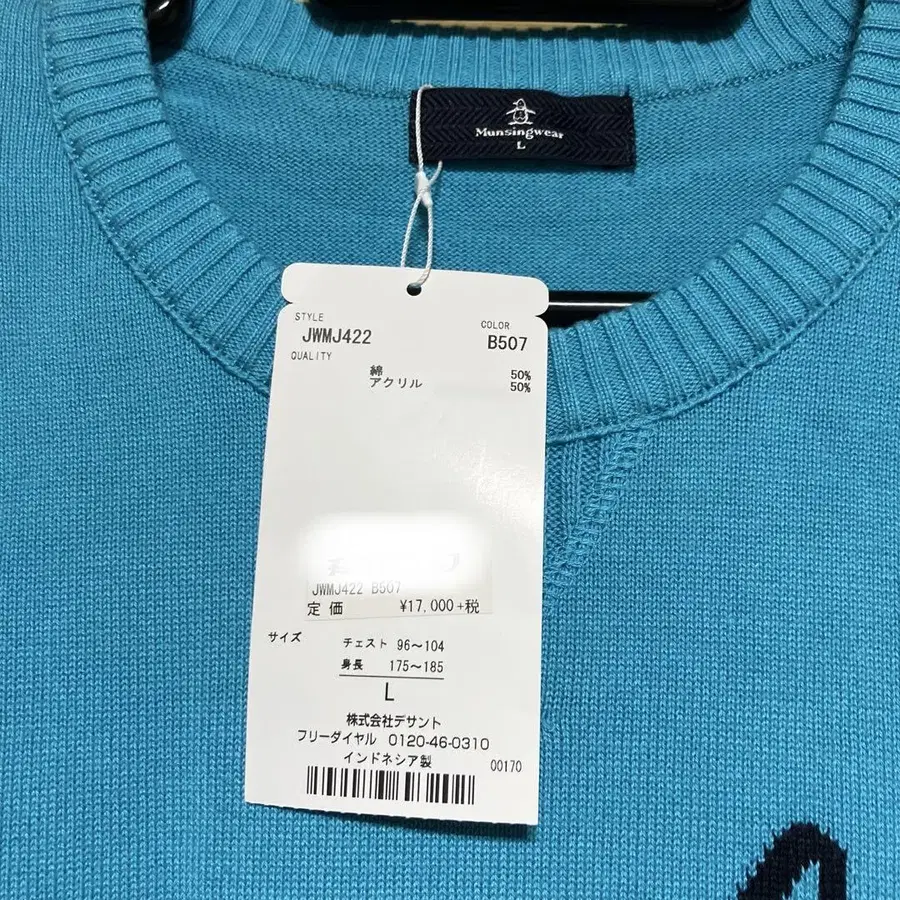 Munsingwear
L
STYLE
JWMJ422
COLOR
B507
QUALITY
綿 50%
アクリル 50%
JWMJ422 B507
定価 ¥17,000+税
サイズ
チェスト 96〜104
身長 175〜185
L
株式会社デサント
フリーダイヤル 0120-46-0310
インドネシア製
00170